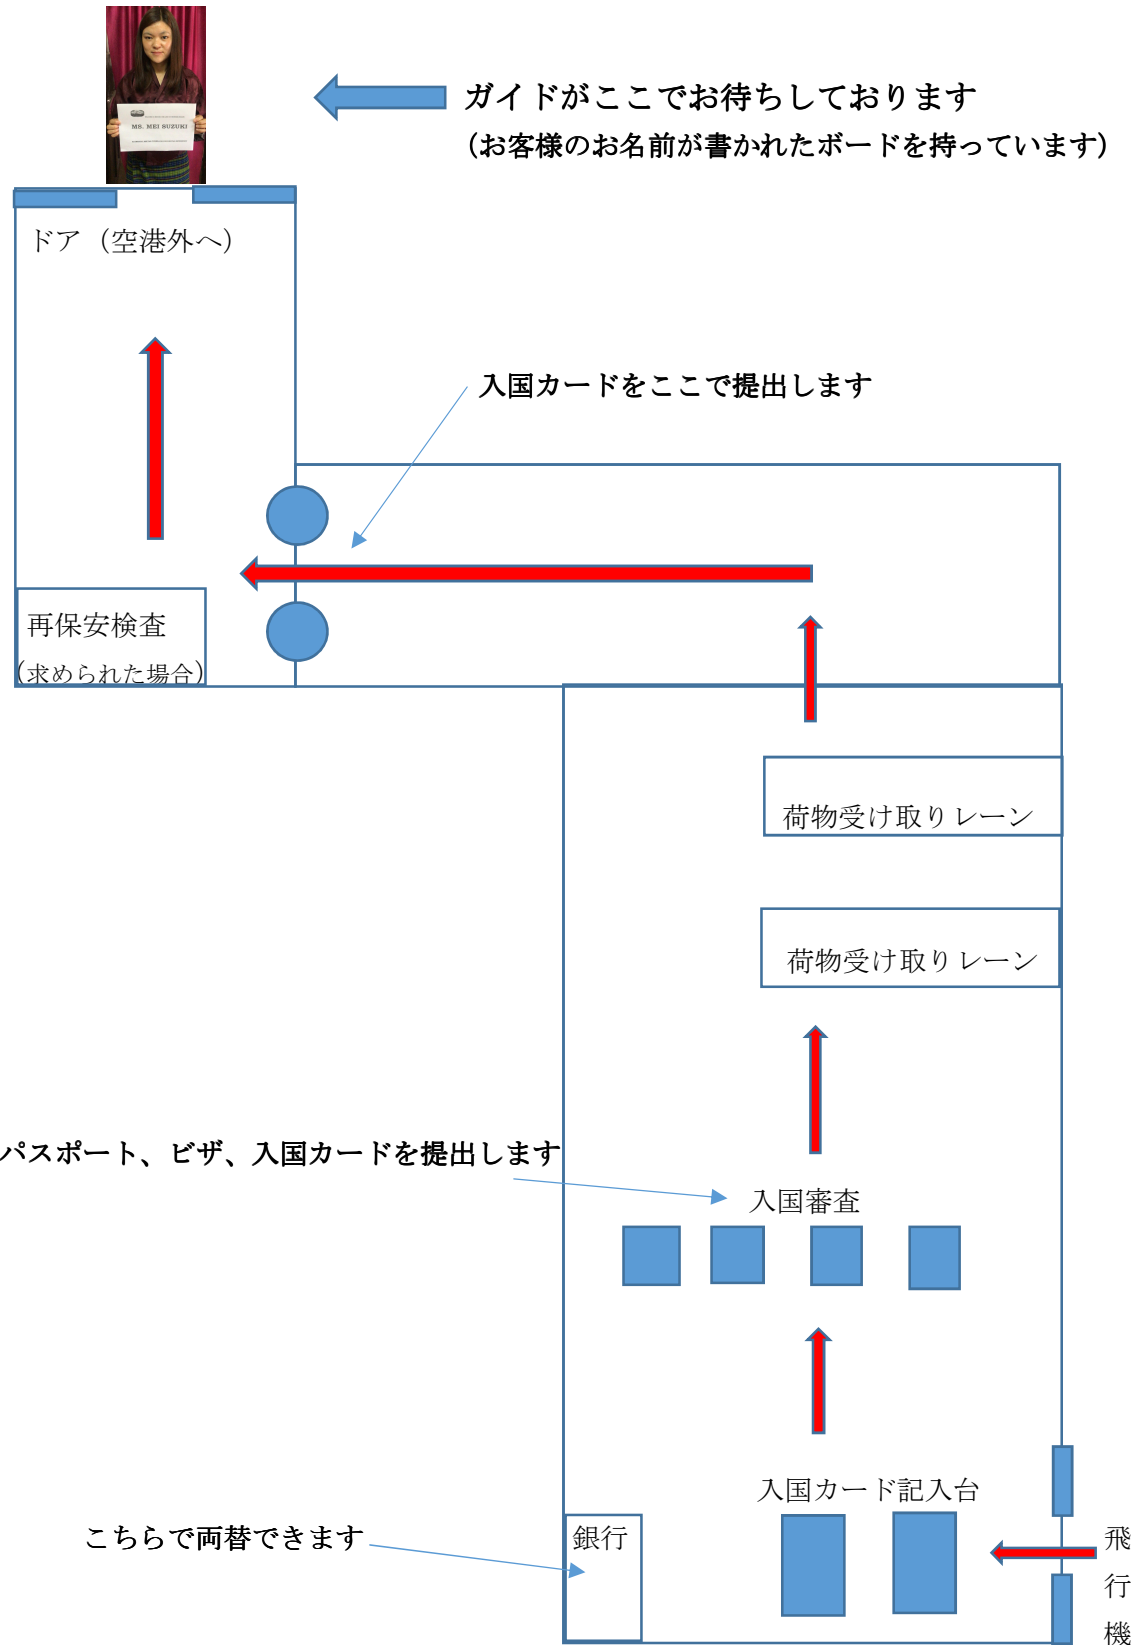 MS. MEI SUZUKI
ガイドがここでお待ちしております
(お客様のお名前が書かれたボードを持っています)
ドア（空港外へ）
入国カードをここで提出します
再保安検査
(求められた場合)
荷物受け取りレーン
荷物受け取りレーン
パスポート、ビザ、入国カードを提出します
入国審査
入国カード記入台
こちらで両替できます
銀行
飛
行
機